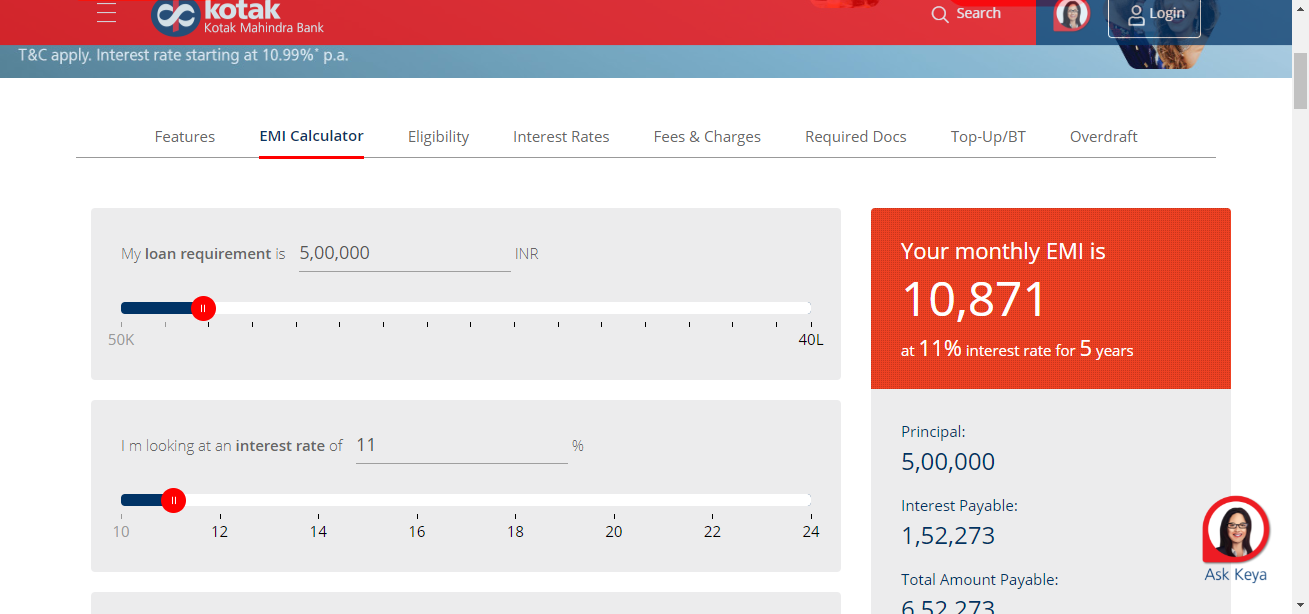 kotak
Kotak Mahindra Bank
Search
Login
T&C apply. Interest rate starting at 10.99%* p.a.
Features EMI Calculator Eligibility Interest Rates Fees & Charges Required Docs Top-Up/BT Overdraft
My loan requirement is 5,00,000 INR
50K 40L
I m looking at an interest rate of 11 %
10 12 14 16 18 20 22 24
Your monthly EMI is
10,871
at 11% interest rate for 5 years
Principal:
5,00,000
Interest Payable:
1,52,273
Total Amount Payable:
6,52,273
Ask Keya